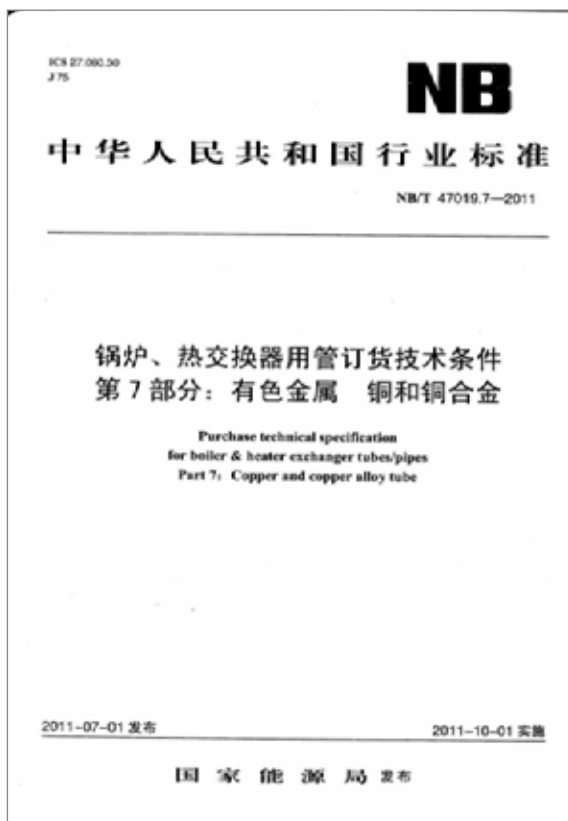 ICS 27.060.30
J 75
NB
中华人民共和国行业标准
NB/T 47019.7—2011
锅炉、热交换器用管订货技术条件
第 7 部分：有色金属 铜和铜合金
Purchase technical specification
for boiler & heater exchanger tubes/pipes
Part 7: Copper and copper alloy tube
2011-07-01 发布
2011-10-01 实施
国家能源局 发布